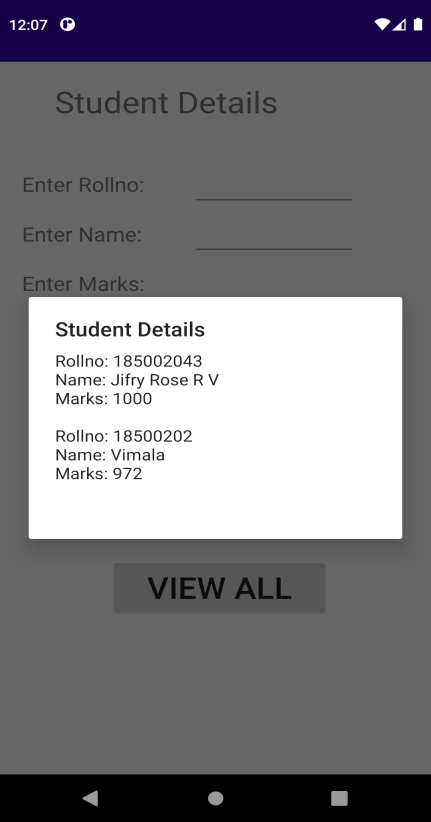 12:07
Student Details
Enter Rollno:
Enter Name:
Enter Marks:
Student Details
Rollno: 185002043
Name: Jifry Rose R V
Marks: 1000
Rollno: 18500202
Name: Vimala
Marks: 972
VIEW ALL